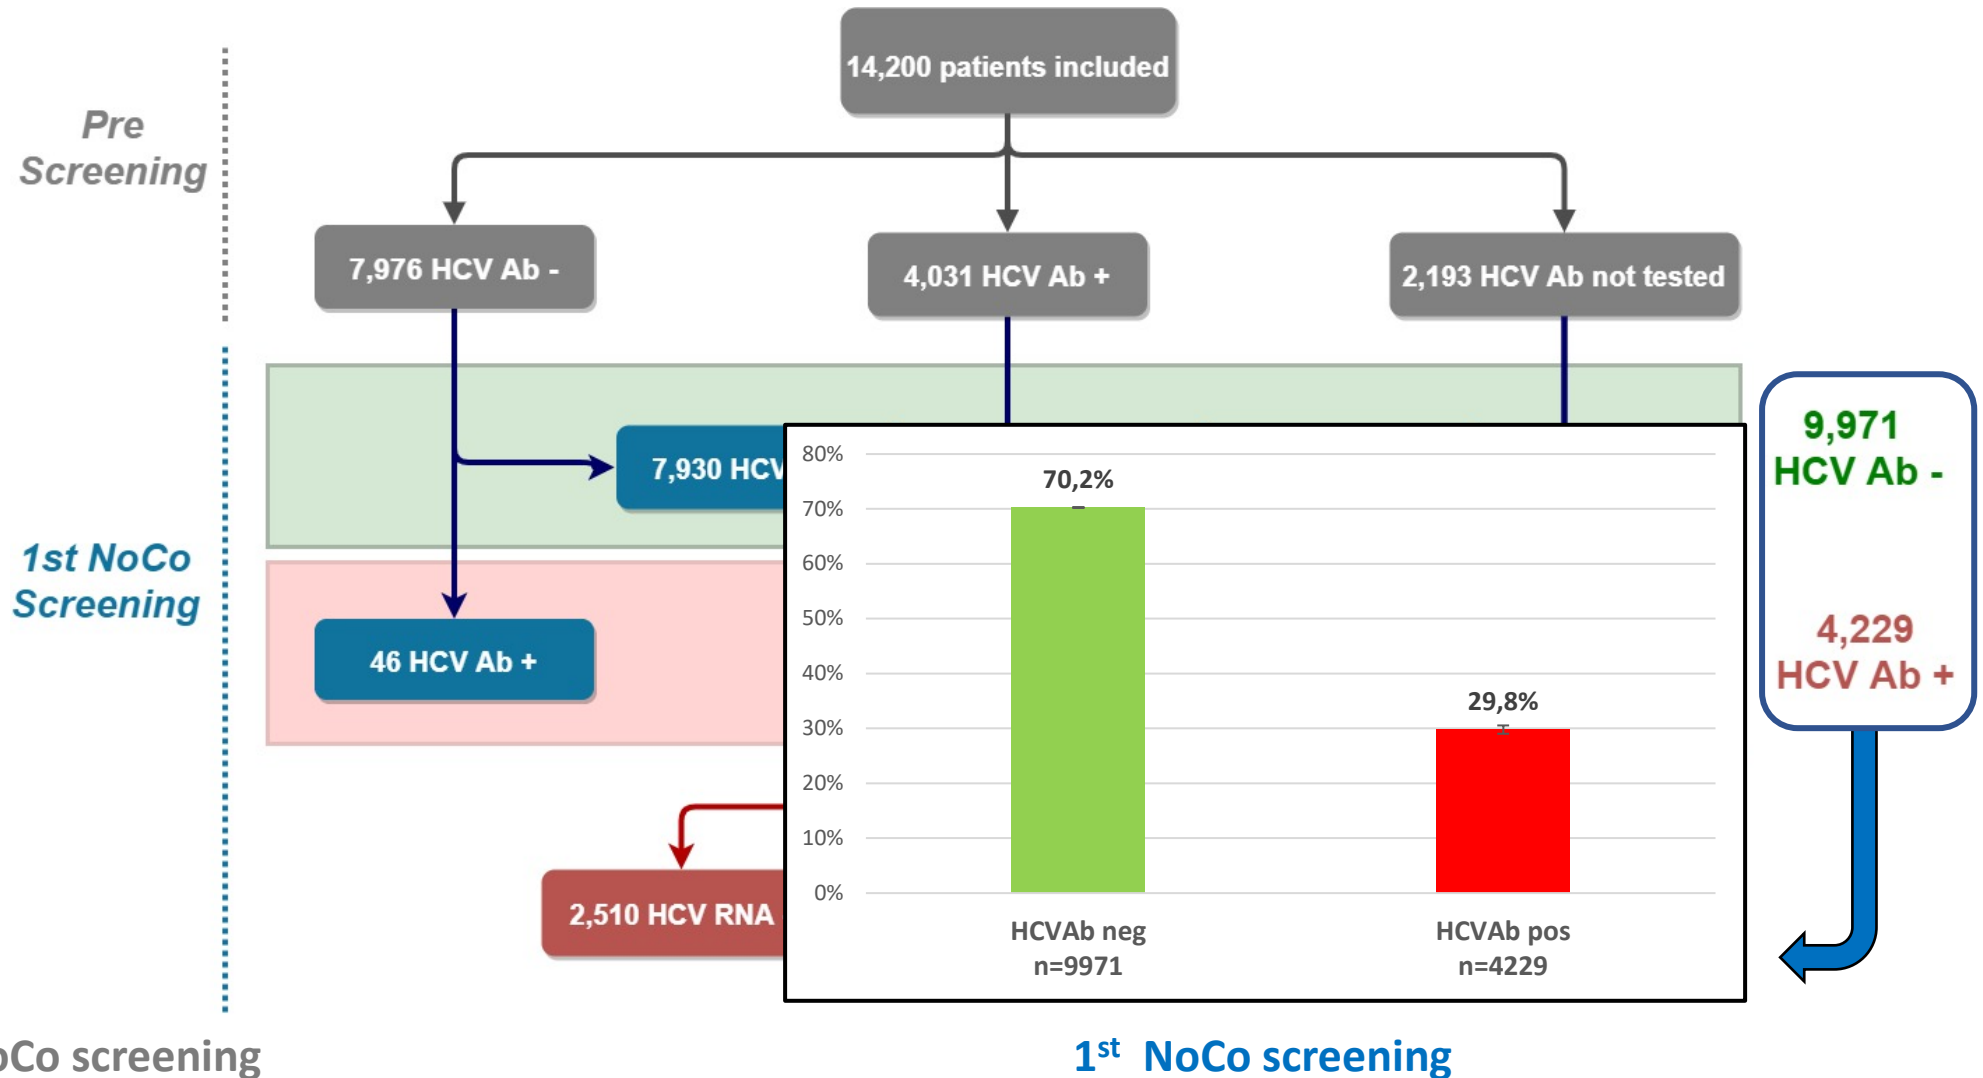 14,200 patients included
Pre
Screening
7,976 HCV Ab -
4,031 HCV Ab +
2,193 HCV Ab not tested
1st NoCo
Screening
7,930 HCV
46 HCV Ab +
2,510 HCV RNA
80%
70%
60%
50%
40%
30%
20%
10%
0%
70,2%
29,8%
HCVAb neg
n=9971
HCVAb pos
n=4229
9,971
HCV Ab -
4,229
HCV Ab +
oCo screening
1st NoCo screening